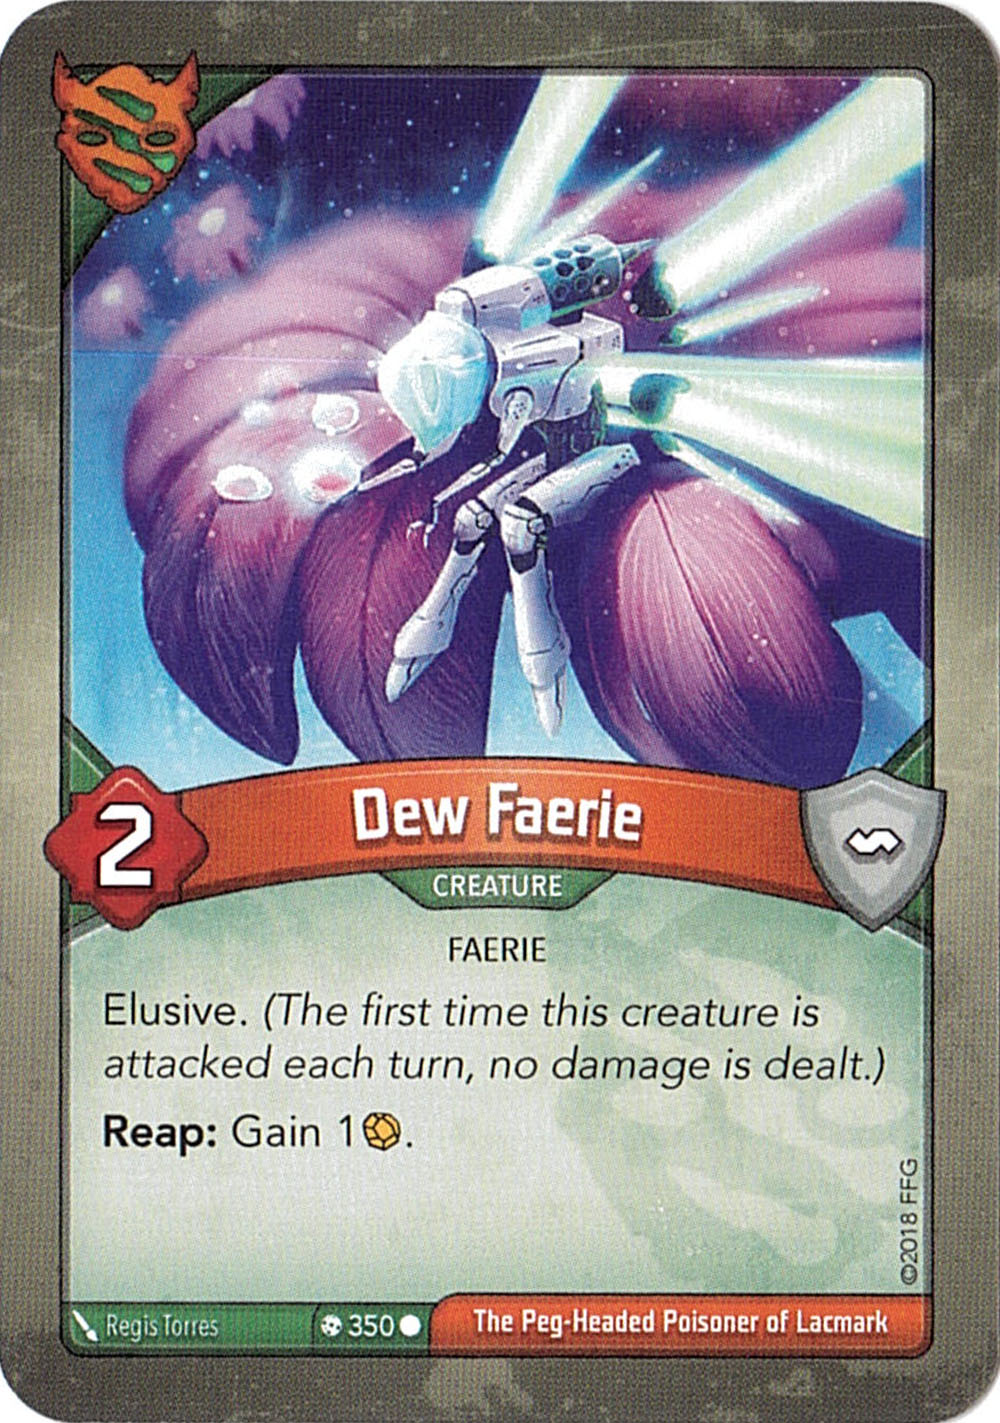 2
Dew Faerie
~
CREATURE
FAERIE
Elusive. (The first time this creature is
attacked each turn, no damage is dealt.)
Reap: Gain 1.
©2018 FFG
Regis Torres
350
The Peg-Headed Poisoner of Lacmark